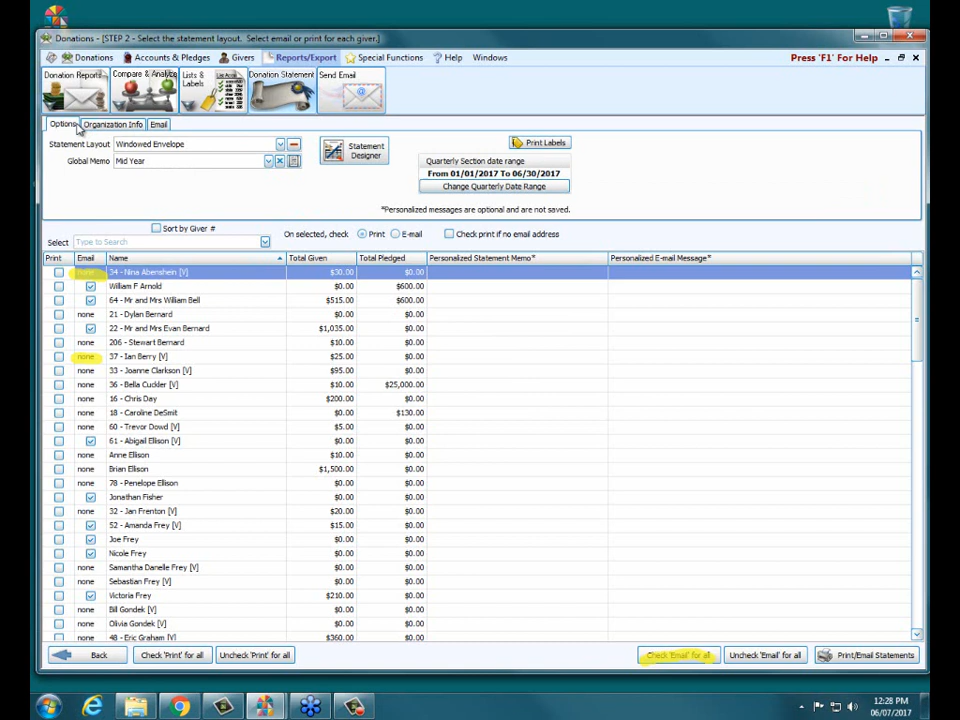 Donations - [STEP 2 - Select the statement layout. Select email or print for each giver.]
Donations Accounts & Pledges Givers Reports/Export Special Functions Help Windows Press 'F1' For Help
Donation Reports Compare & Analyze Lists & Labels Donation Statement Send Email
Options Organization Info Email
Statement Layout Windowed Envelope Statement Designer Print Labels
Global Memo Mid Year Quarterly Section date range
From 01/01/2017 To 06/30/2017
Change Quarterly Date Range
*Personalized messages are optional and are not saved.
Sort by Giver #
Select Type to Search On selected, check Print E-mail Check print if no email address
Print Email Name Total Given Total Pledged Personalized Statement Memo* Personalized E-mail Message*
none 34 - Nina Abenshein [V] $30.00 $0.00
William F Arnold $0.00 $600.00
64 - Mr and Mrs William Bell $515.00 $600.00
none 21 - Dylan Bernard $0.00 $0.00
22 - Mr and Mrs Evan Bernard $1,035.00 $0.00
none 206 - Stewart Bernard $10.00 $0.00
none 37 - Ian Berry [V] $25.00 $0.00
none 33 - Joanne Clarkson [V] $95.00 $0.00
none 36 - Bella Cuckler [V] $10.00 $25,000.00
none 16 - Chris Day $200.00 $0.00
none 18 - Caroline DeSmit $0.00 $130.00
none 60 - Trevor Dowd [V] $5.00 $0.00
61 - Abigail Ellison [V] $0.00 $0.00
none Anne Ellison $10.00 $0.00
none Brian Ellison $1,500.00 $0.00
none 78 - Penelope Ellison $0.00 $0.00
Jonathan Fisher $0.00 $0.00
none 32 - Jan Frenton [V] $20.00 $0.00
52 - Amanda Frey [V] $15.00 $0.00
Joe Frey $0.00 $0.00
Nicole Frey $0.00 $0.00
none Samantha Danelle Frey [V] $0.00 $0.00
none Sebastian Frey [V] $0.00 $0.00
Victoria Frey $210.00 $0.00
none Bill Gondek [V] $0.00 $0.00
none Olivia Gondek [V] $0.00 $0.00
none 48 - Eric Graham [V] $360.00 $0.00
Back Check 'Print' for all Uncheck 'Print' for all Check 'Email' for all Uncheck 'Email' for all Print/Email Statements
12:28 PM
06/07/2017